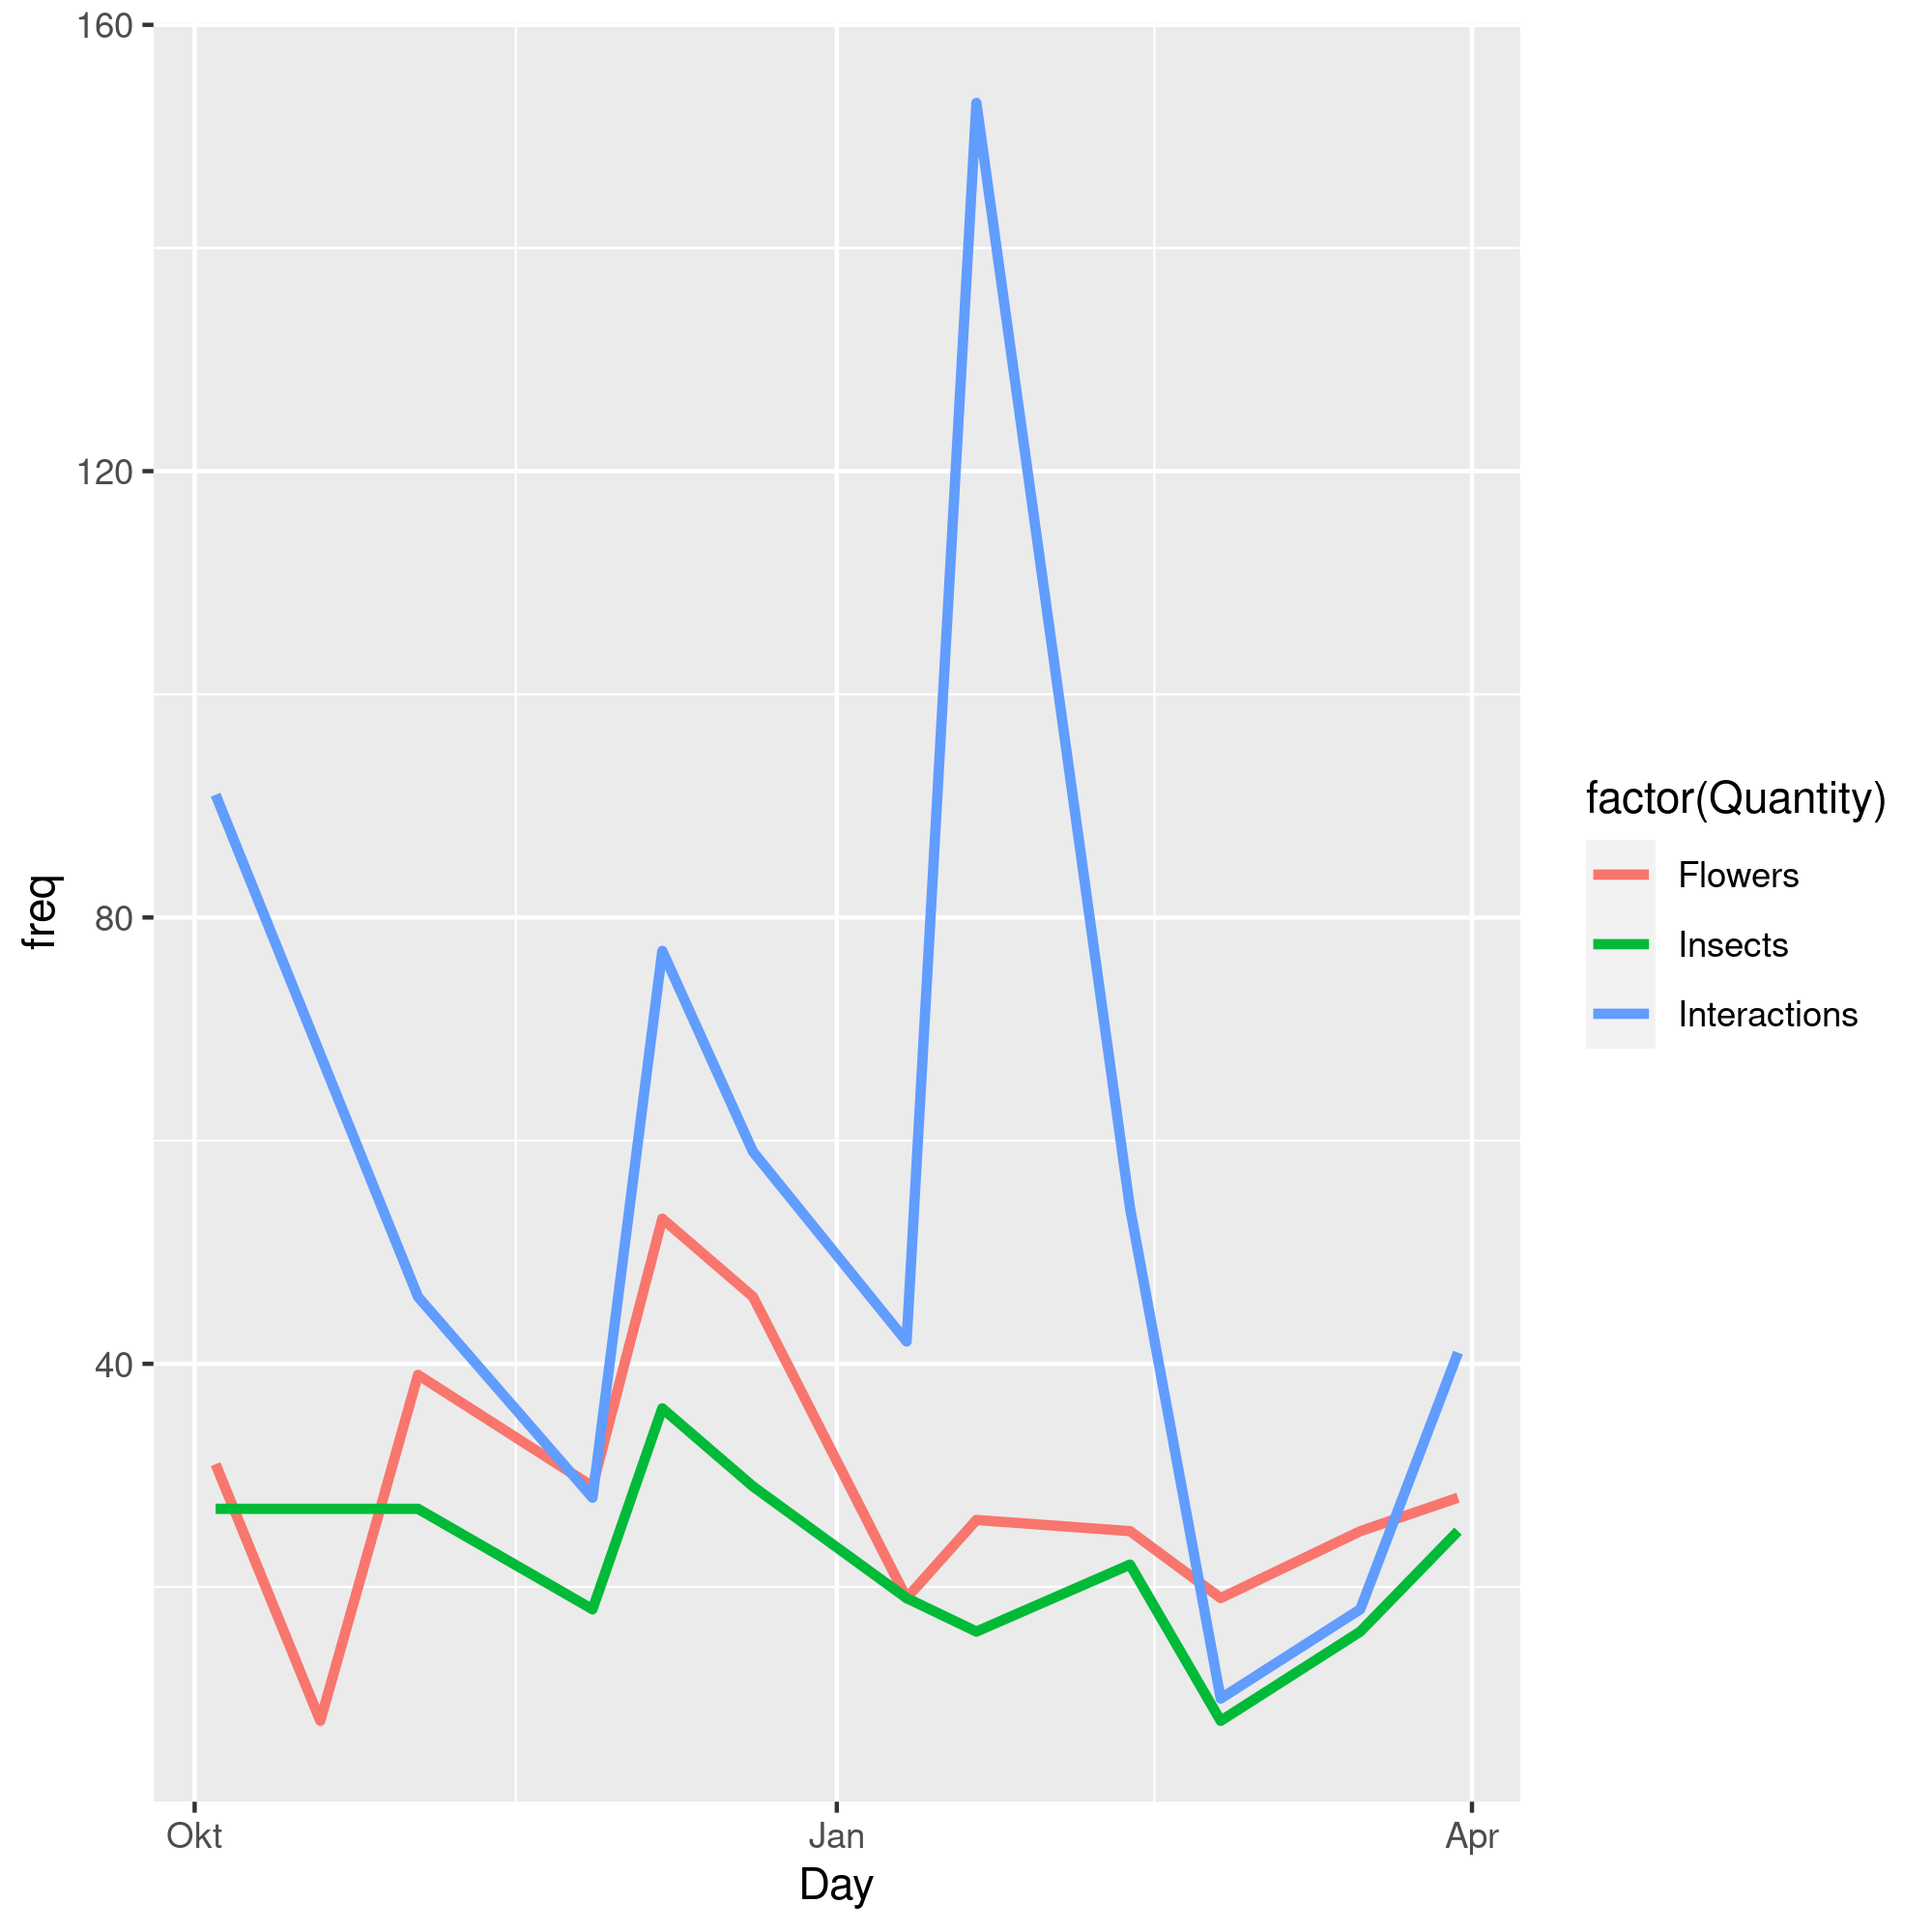 160
120
80
40
freq
Okt
Jan
Apr
Day
factor(Quantity)
Flowers
Insects
Interactions